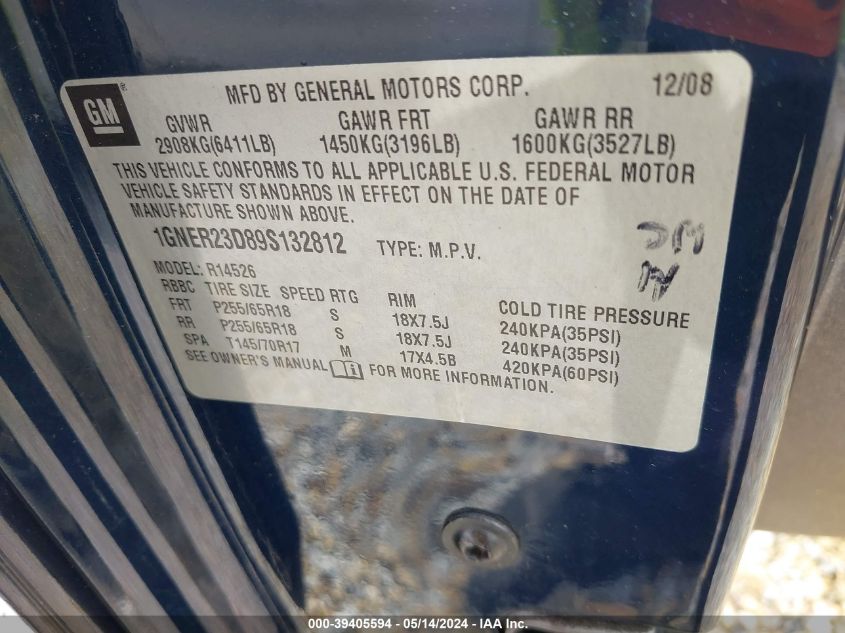 GM
MFD BY GENERAL MOTORS CORP. 12/08
GVWR GAWR FRT GAWR RR
2908KG(6411LB) 1450KG(3196LB) 1600KG(3527LB)
THIS VEHICLE CONFORMS TO ALL APPLICABLE U.S. FEDERAL MOTOR
VEHICLE SAFETY STANDARDS IN EFFECT ON THE DATE OF
MANUFACTURE SHOWN ABOVE.
1GNER23D89S132812 TYPE: M.P.V.
MODEL: R14526
RBBC TIRE SIZE SPEED RTG RIM COLD TIRE PRESSURE
FRT P255/65R18 S 18X7.5J 240KPA(35PSI)
RR P255/65R18 S 18X7.5J 240KPA(35PSI)
SPA T145/70R17 M 17X4.5B 420KPA(60PSI)
SEE OWNER'S MANUAL FOR MORE INFORMATION.
000-39405594 - 05/14/2024 - IAA Inc.